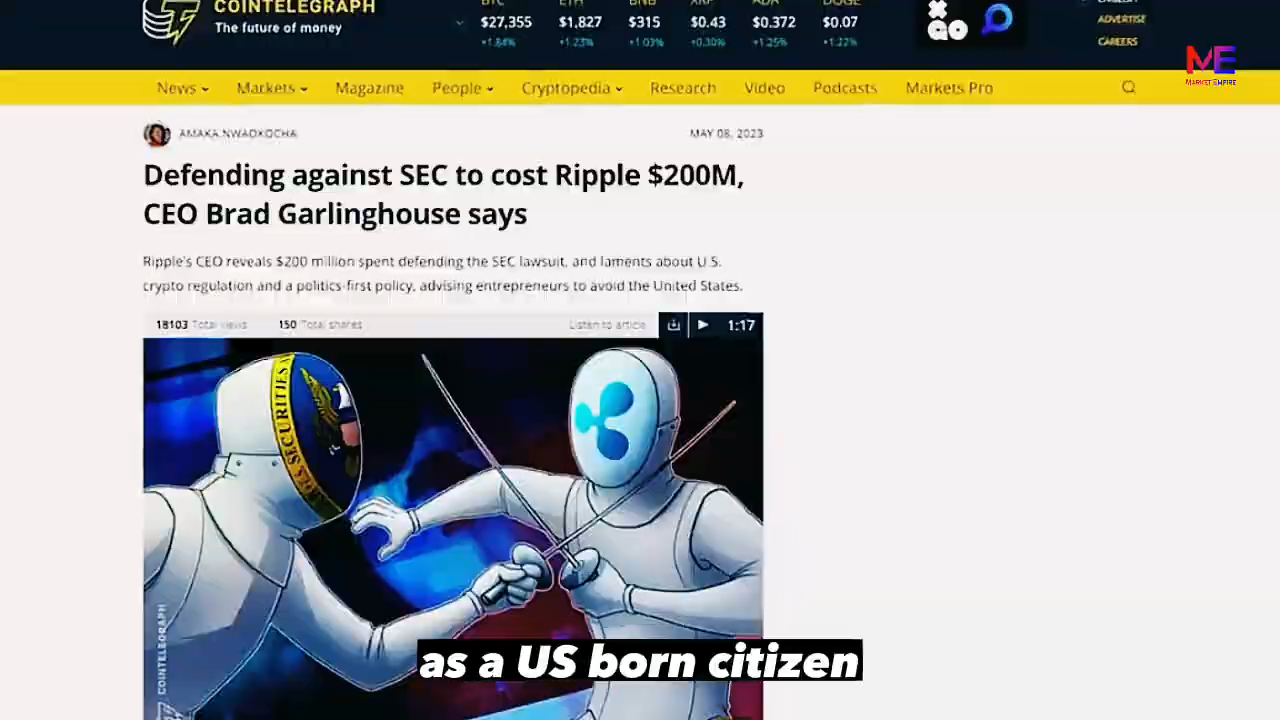 COINTELEGRAPH
The future of money
BTC ETH BNB XRP ADA DOGE
$27,355 $1,827 $315 $0.43 $0.372 $0.07
+1.84% +1.23% +1.03% +0.30% +1.25% +1.22%
ADVERTISE
CAREERS
ME
MARKET EMPIRE
News Markets Magazine People Cryptopedia Research Video Podcasts Markets Pro
AMAKA NWAOKOCHA MAY 08, 2023
Defending against SEC to cost Ripple $200M,
CEO Brad Garlinghouse says
Ripple's CEO reveals $200 million spent defending the SEC lawsuit, and laments about U.S.
crypto regulation and a politics-first policy, advising entrepreneurs to avoid the United States.
18103 Total views 150 Total shares Listen to article 1:17
SECURITIES
COINTELEGRAPH
as a US born citizen